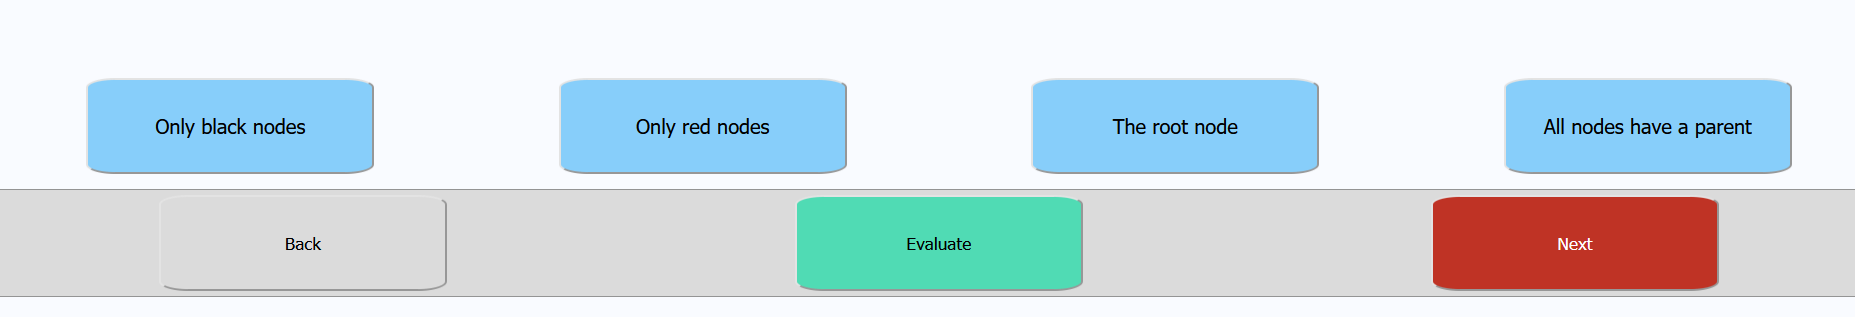 Only black nodes
Only red nodes
The root node
All nodes have a parent
Back
Evaluate
Next